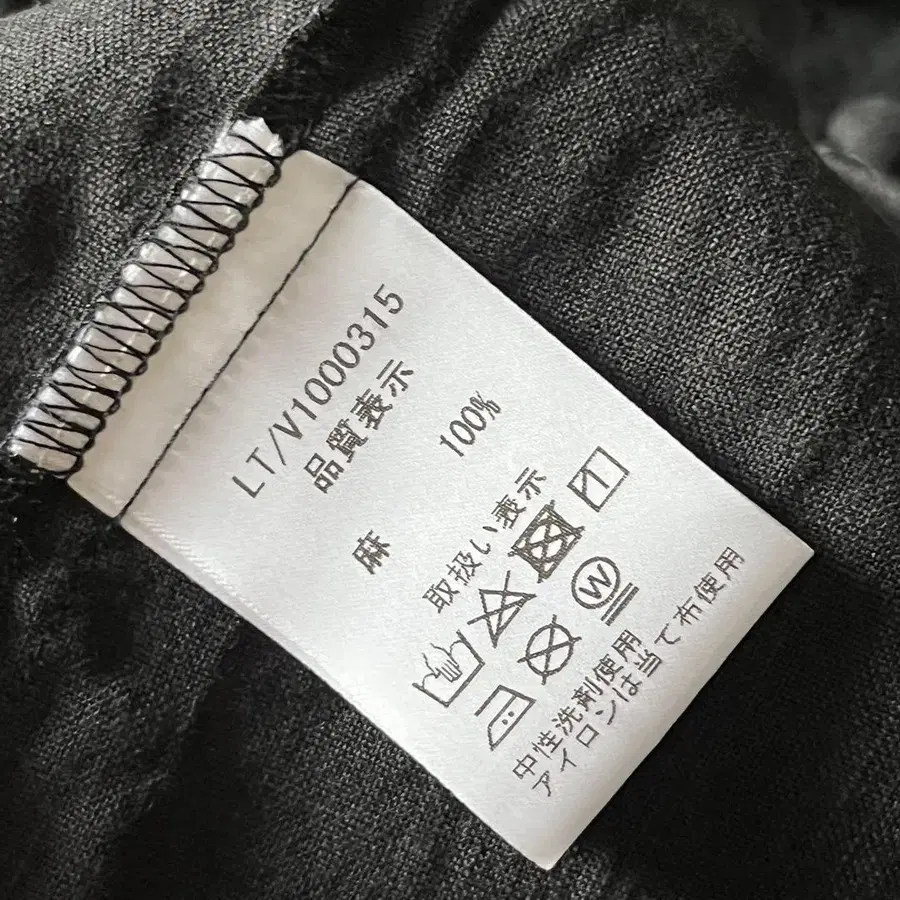 LT/V1000315
品質表示
麻 100%
取扱い表示
W
中性洗剤使用
アイロンは当て布使用